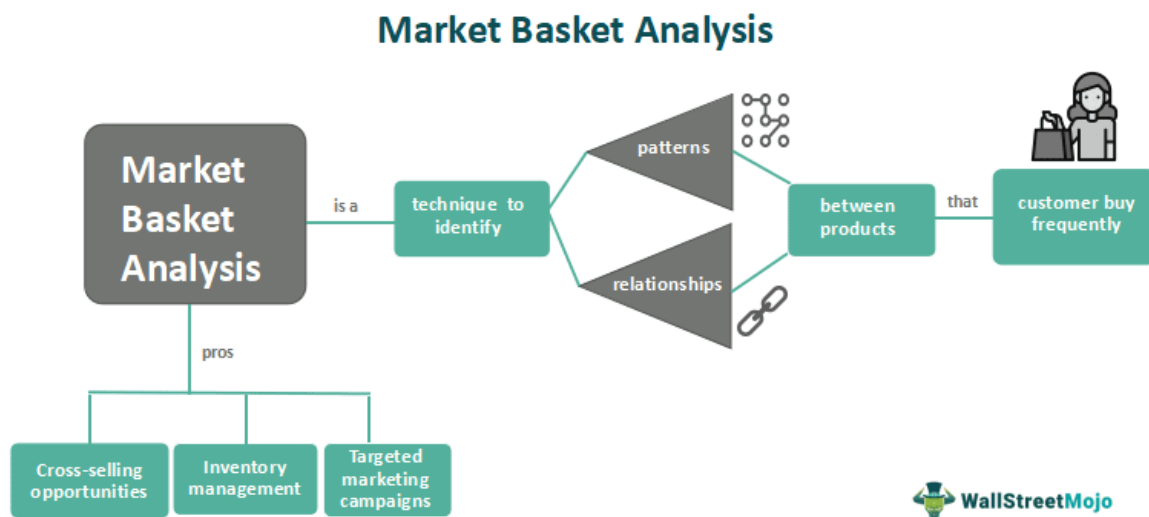 Market Basket Analysis
Market
Basket
Analysis
is a
technique to
identify
patterns
relationships
between
products
that
customer buy
frequently
pros
Cross-selling
opportunities
Inventory
management
Targeted
marketing
campaigns
WallStreetMojo